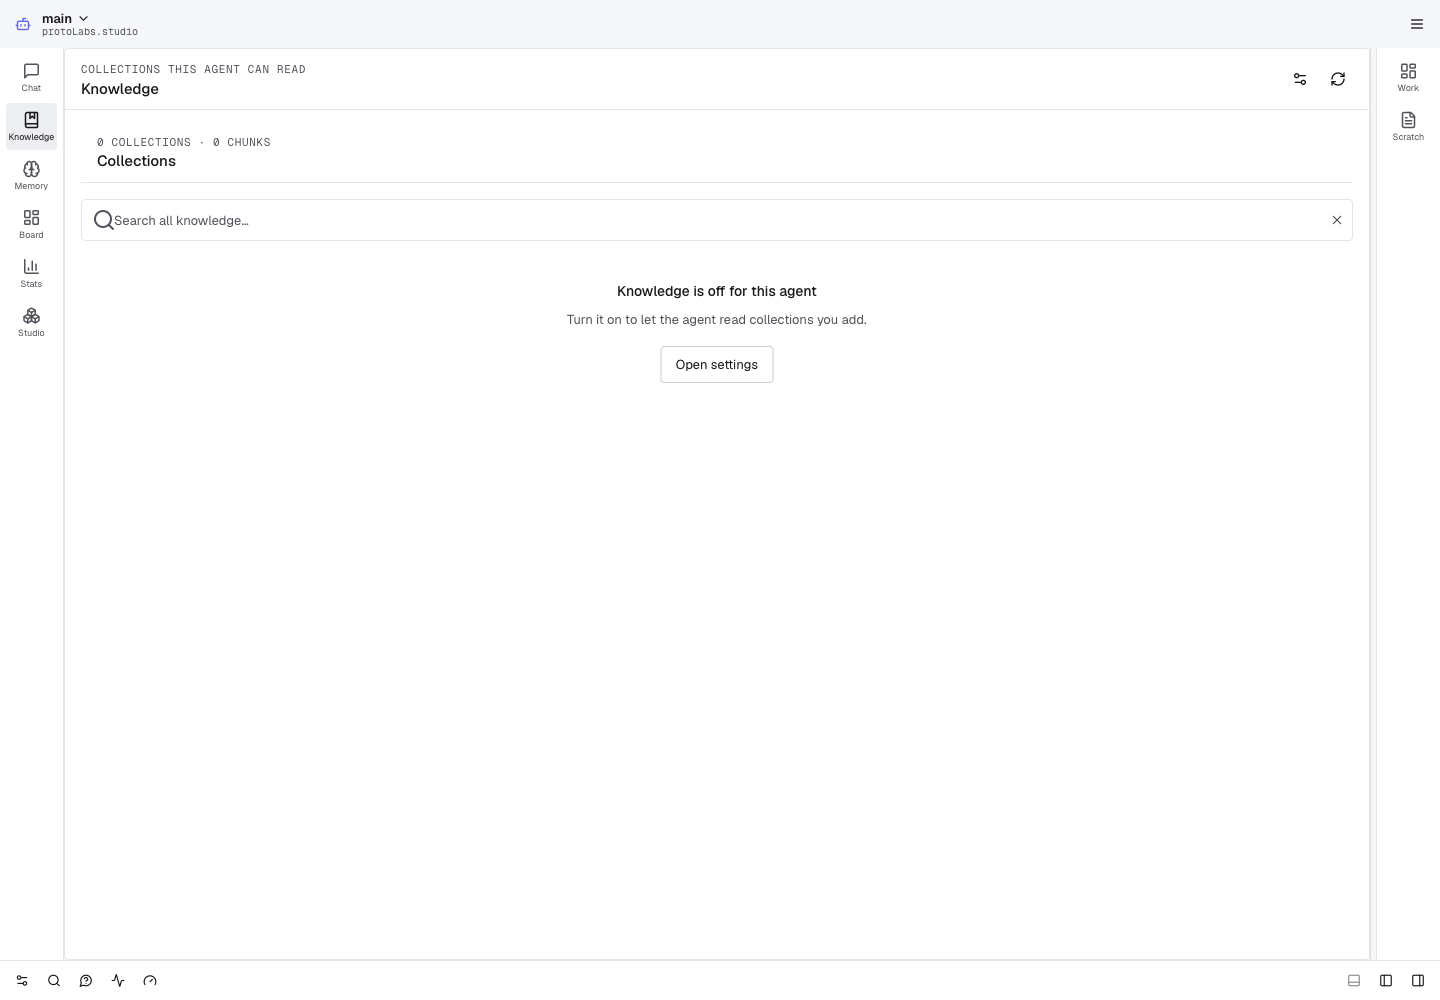 main
protoLabs.studio
Chat
Knowledge
Memory
Board
Stats
Studio
COLLECTIONS THIS AGENT CAN READ
Knowledge
0 COLLECTIONS · 0 CHUNKS
Collections
Search all knowledge…
Knowledge is off for this agent
Turn it on to let the agent read collections you add.
Open settings
Work
Scratch